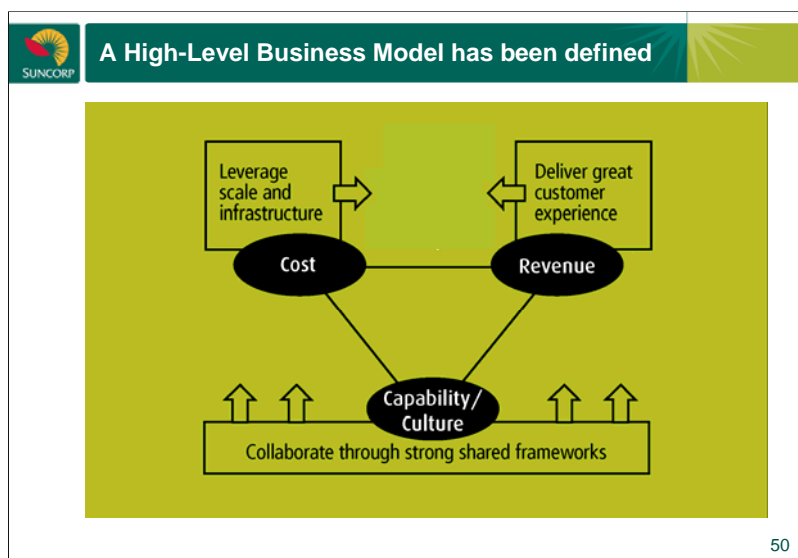 SUNCORP
A High-Level Business Model has been defined
Leverage
scale and
infrastructure
Deliver great
customer
experience
Cost
Revenue
Capability/
Culture
Collaborate through strong shared frameworks
50